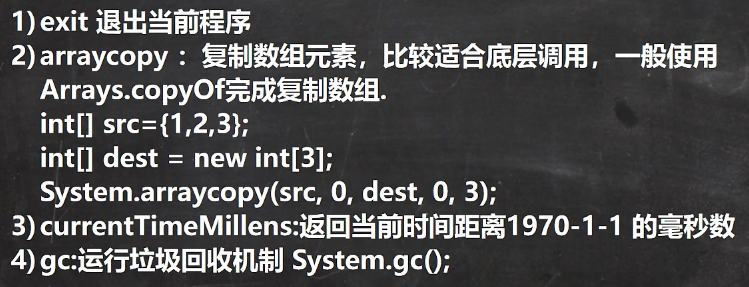 1) exit 退出当前程序
2) arraycopy ：复制数组元素，比较适合底层调用，一般使用
Arrays.copyOf完成复制数组.
int[] src={1,2,3};
int[] dest = new int[3];
System.arraycopy(src, 0, dest, 0, 3);
3) currentTimeMillens:返回当前时间距离1970-1-1 的毫秒数
4) gc:运行垃圾回收机制 System.gc();